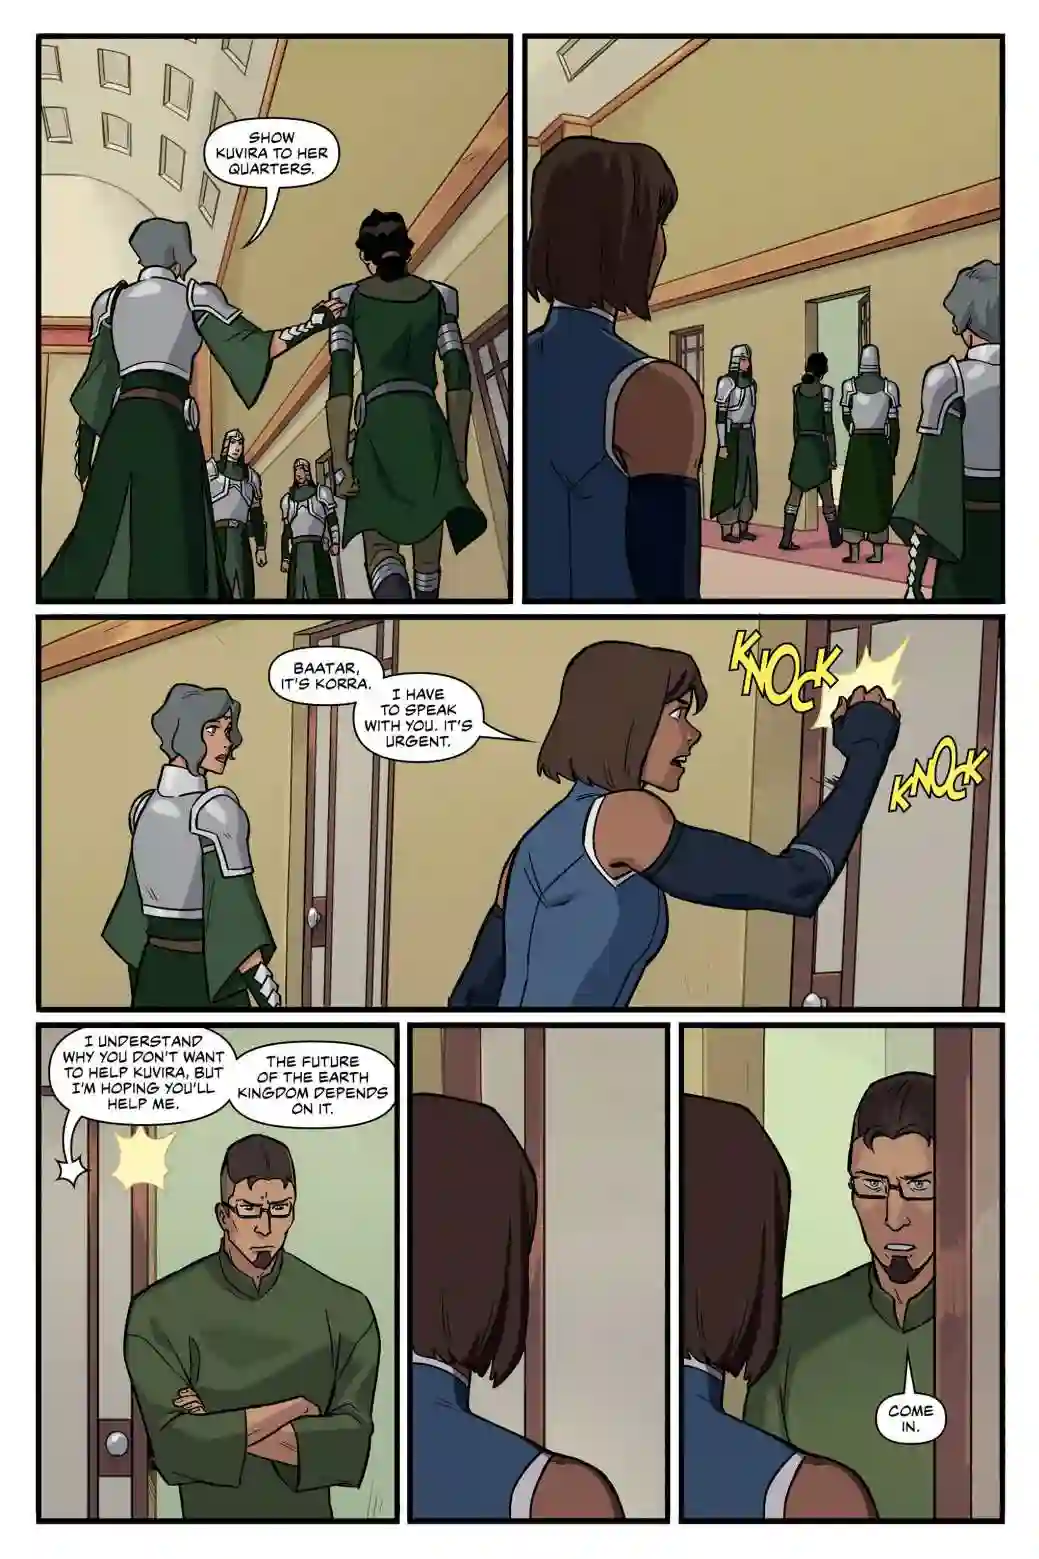 SHOW
KUVIRA TO HER
QUARTERS.
BAATAR,
IT'S KORRA.
I HAVE
TO SPEAK
WITH YOU. IT'S
URGENT.
KNOCK
KNOCK
I UNDERSTAND
WHY YOU DON'T WANT
TO HELP KUVIRA, BUT
I'M HOPING YOU'LL
HELP ME.
THE FUTURE
OF THE EARTH
KINGDOM DEPENDS
ON IT.
COME
IN.